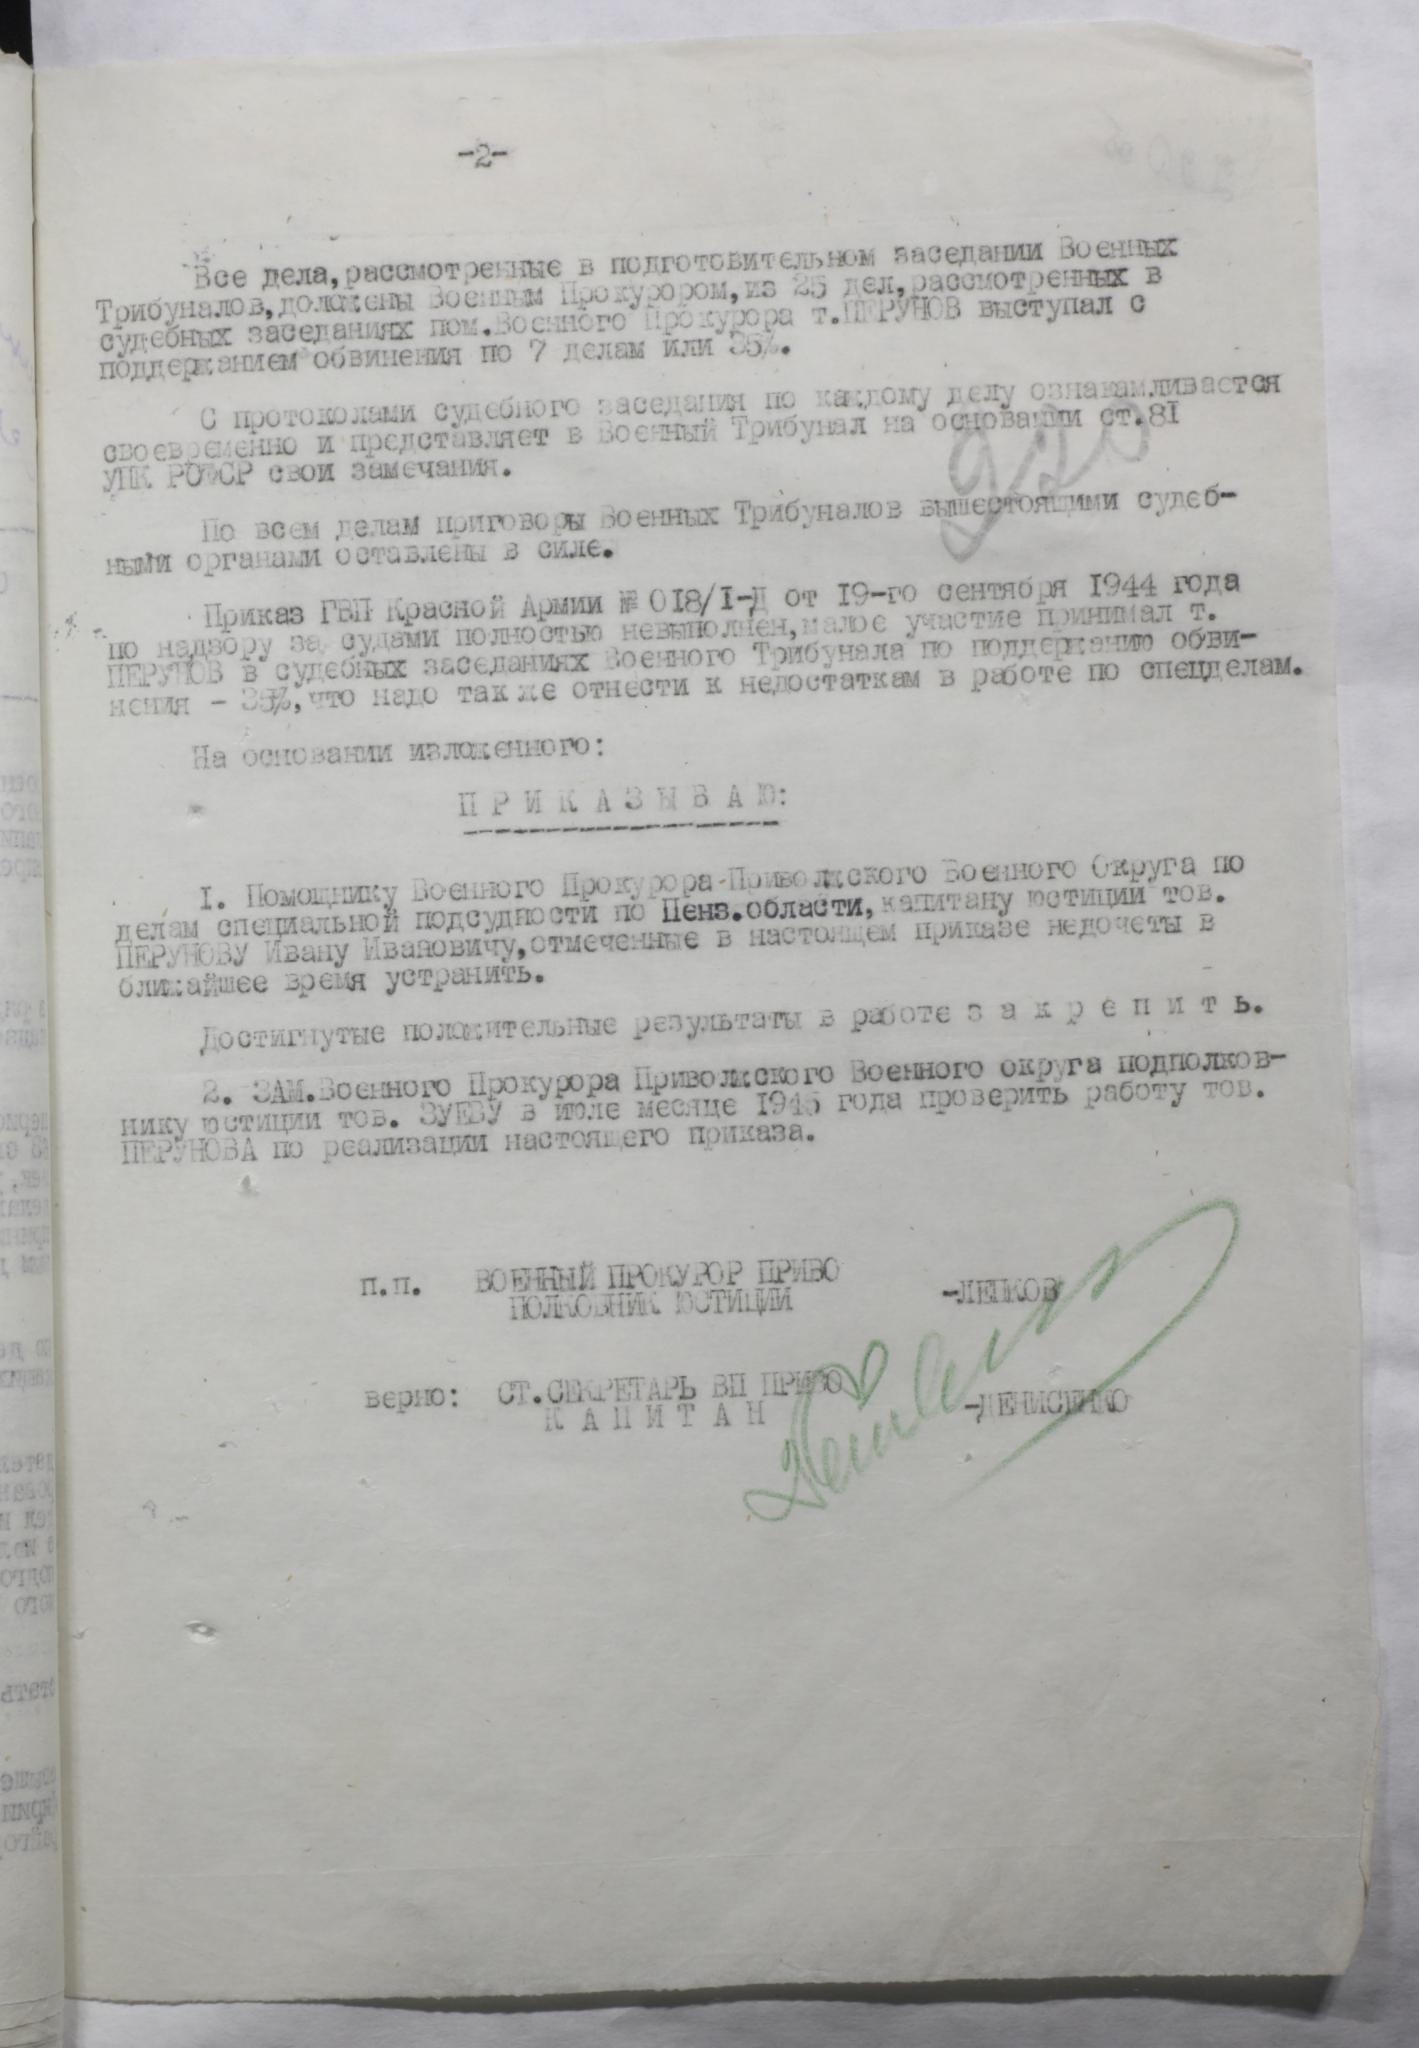 -2-
Все дела,рассмотренные в подготовительном заседании Военных
Трибуналов,доложены Военным Прокурором,из 25 дел,рассмотренных в
судебных заседаниях пом.Военного Прокурора т.ПЕРУНОВ выступал с
поддержанием обвинения по 7 делам или 35%.
С протоколами судебного заседания по каждому делу ознакамливается
своевременно и представляет в Военный Трибунал на основании ст.81
УПК РСФСР свои замечания.
По всем делам приговоры Военных Трибуналов вышестоящими судеб-
ными органами оставлены в силе.
Приказ ГВП Красной Армии № 018/1-Д от 19-го сентября 1944 года
по надзору за судами полностью невыполнен,малое участие принимал т.
ПЕРУНОВ в судебных заседаниях Военного Трибунала по поддержанию обви-
нения - 35%,что надо так же отнести к недостаткам в работе по спецделам.
На основании изложенного:
П Р И К А З Ы В А Ю:
1. Помощнику Военного Прокурора Приволжского Военного Округа по
делам специальной подсудности по Пенз.области,капитану юстиции тов.
ПЕРУНОВУ Ивану Ивановичу,отмеченные в настоящем приказе недочеты в
ближайшее время устранить.
Достигнутые положительные результаты в работе з а к р е п и т ь.
2. ЗАМ.Военного Прокурора Приволжского Военного округа подполков-
нику юстиции тов. ЗУЕВУ в июле месяце 1945 года проверить работу тов.
ПЕРУНОВА по реализации настоящего приказа.
п.п. ВОЕННЫЙ ПРОКУРОР ПРИВО -ЛЕПКОВ
ПОЛКОВНИК ЮСТИЦИИ
верно: СТ.СЕКРЕТАРЬ ВП ПРИВО -ДЕНИСЕНКО
К А П И Т А Н